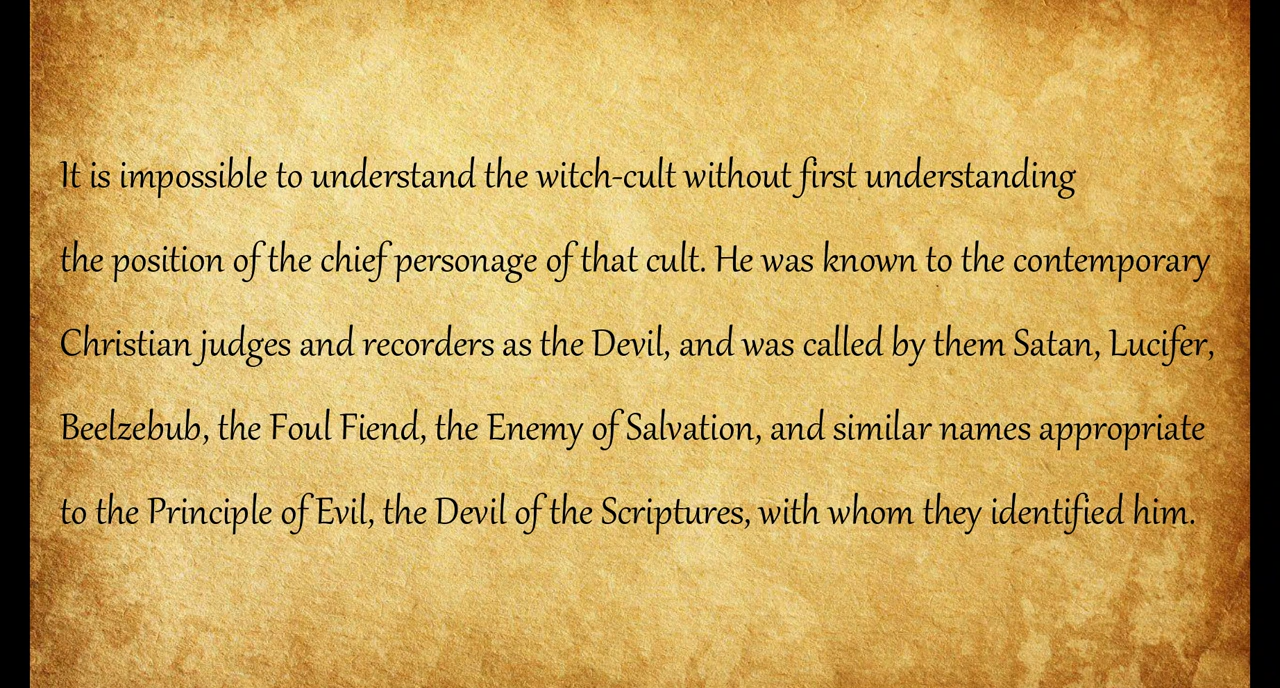 It is impossible to understand the witch-cult without first understanding
the position of the chief personage of that cult. He was known to the contemporary
Christian judges and recorders as the Devil, and was called by them Satan, Lucifer,
Beelzebub, the Foul Fiend, the Enemy of Salvation, and similar names appropriate
to the Principle of Evil, the Devil of the Scriptures, with whom they identified him.